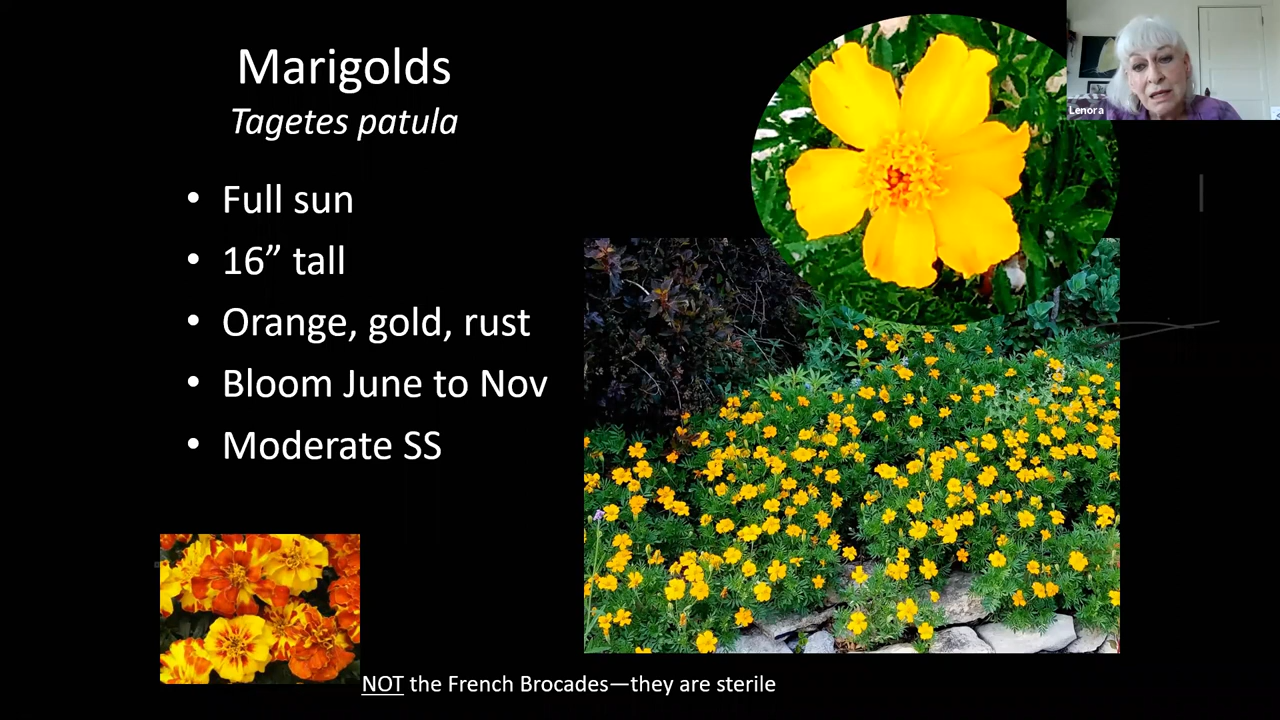 Marigolds
Tagetes patula
• Full sun
• 16” tall
• Orange, gold, rust
• Bloom June to Nov
• Moderate SS
NOT the French Brocades—they are sterile
Lenora